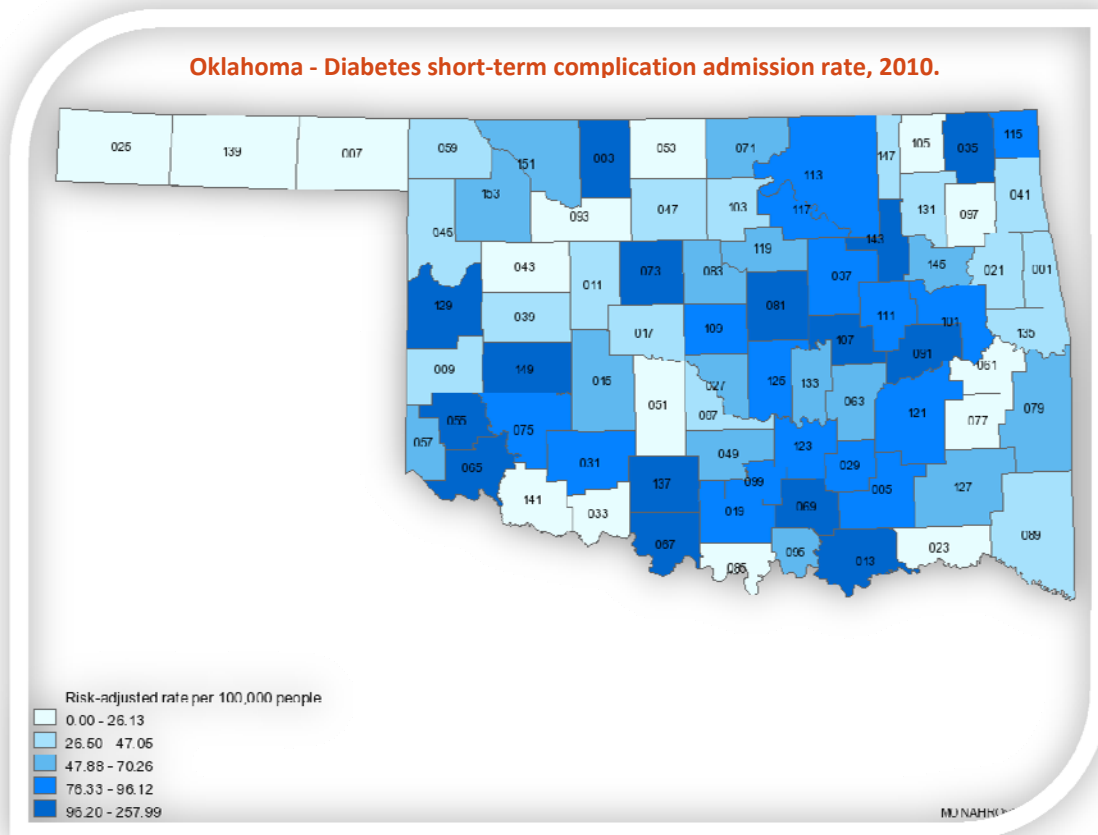 Oklahoma - Diabetes short-term complication admission rate, 2010.
025 139 007 059 151 003 053 071 113 147 105 035 115
153 093 047 103 117 131 097 041
045 043 011 073 083 119 037 143 145 021 001
129 039 017 109 081 111 101 135
009 149 015 051 027 125 107 133 091 061
055 075 087 063 121 077 079
057 065 031 049 123 029
141 033 137 099 019 069 005 127 089
067 085 095 013 023
Risk-adjusted rate per 100,000 people
0.00 - 26.13
26.50 47.05
47.88 - 70.26
76.33 - 96.12
96.20 - 257.99